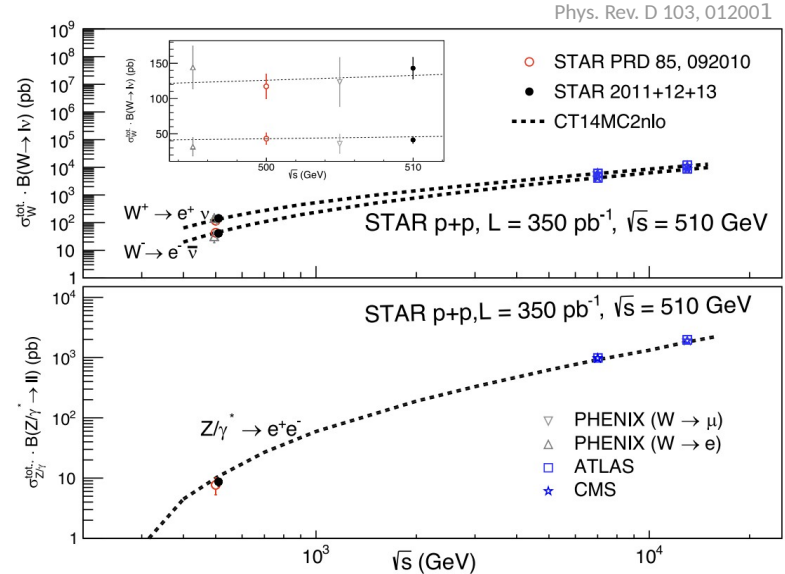 Phys. Rev. D 103, 012001
10⁹
10⁸
10⁷
10⁶
10⁵
10⁴
10³
10²
10
1
σ_W^tot. · B(W→ lν) (pb)
150
100
50
σ_W^tot. · B(W→ lν) (pb)
500
510
√s (GeV)
STAR PRD 85, 092010
STAR 2011+12+13
CT14MC2nlo
W⁺ → e⁺ ν
W⁻ → e⁻ ν̅
STAR p+p, L = 350 pb⁻¹, √s = 510 GeV
10⁴
10³
10²
10
1
σ_Z/γ^tot.. · B(Z/γ* → ll) (pb)
STAR p+p,L = 350 pb⁻¹, √s = 510 GeV
Z/γ* → e⁺e⁻
PHENIX (W → μ)
PHENIX (W → e)
ATLAS
CMS
10³
10⁴
√s (GeV)